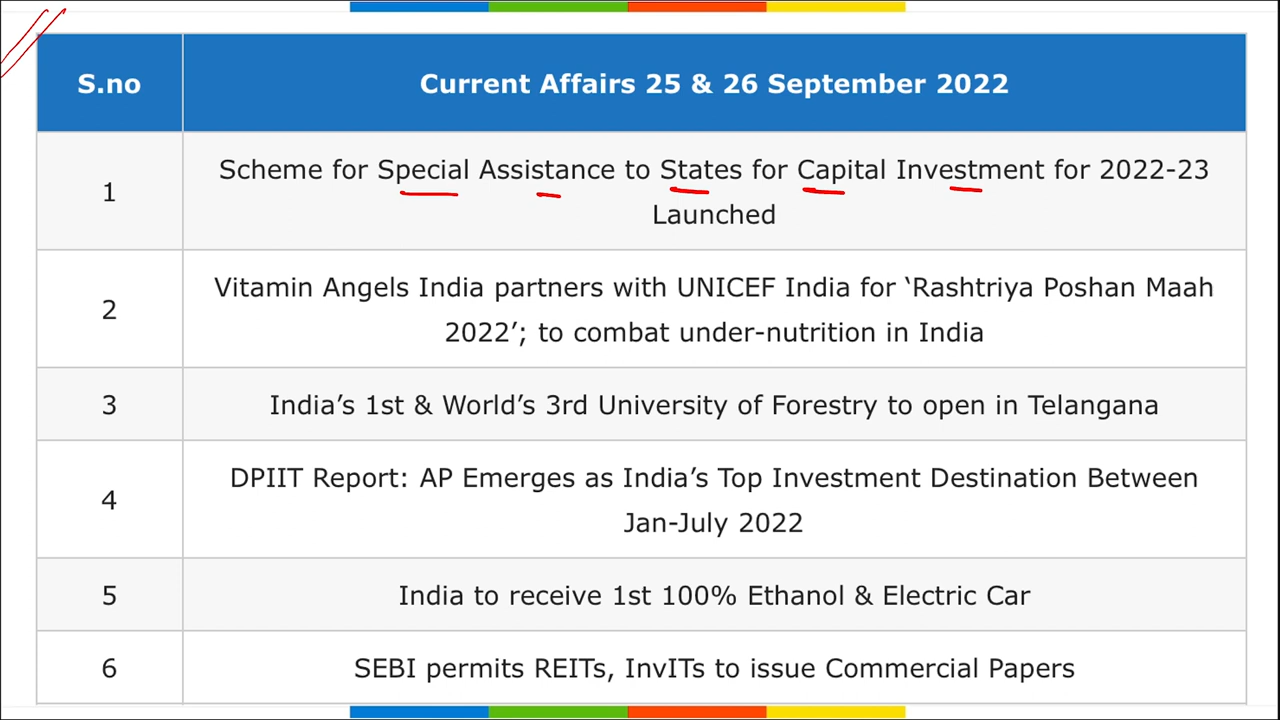 S.no
Current Affairs 25 & 26 September 2022
1
Scheme for Special Assistance to States for Capital Investment for 2022-23
Launched
2
Vitamin Angels India partners with UNICEF India for ‘Rashtriya Poshan Maah
2022’; to combat under-nutrition in India
3
India’s 1st & World’s 3rd University of Forestry to open in Telangana
4
DPIIT Report: AP Emerges as India’s Top Investment Destination Between
Jan-July 2022
5
India to receive 1st 100% Ethanol & Electric Car
6
SEBI permits REITs, InvITs to issue Commercial Papers